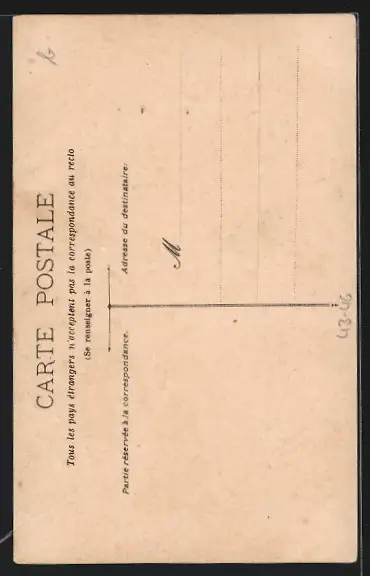 CARTE POSTALE
Tous les pays étrangers n'acceptent pas la correspondance au recto
(Se renseigner à la poste)
Partie réservée à la correspondance.
Adresse du destinataire:
M
43-46